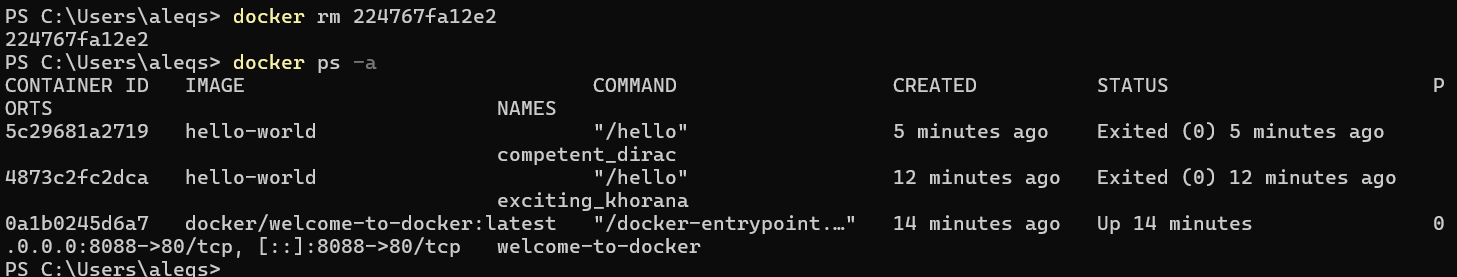 PS C:\Users\aleqs> docker rm 224767fa12e2
224767fa12e2
PS C:\Users\aleqs> docker ps -a
CONTAINER ID   IMAGE                             COMMAND                  CREATED          STATUS                      P
ORTS                                     NAMES
5c29681a2719   hello-world                       "/hello"                 5 minutes ago    Exited (0) 5 minutes ago
                                         competent_dirac
4873c2fc2dca   hello-world                       "/hello"                 12 minutes ago   Exited (0) 12 minutes ago
                                         exciting_khorana
0a1b0245d6a7   docker/welcome-to-docker:latest   "/docker-entrypoint.…"   14 minutes ago   Up 14 minutes               0
.0.0.0:8088->80/tcp, [::]:8088->80/tcp   welcome-to-docker
PS C:\Users\aleqs>